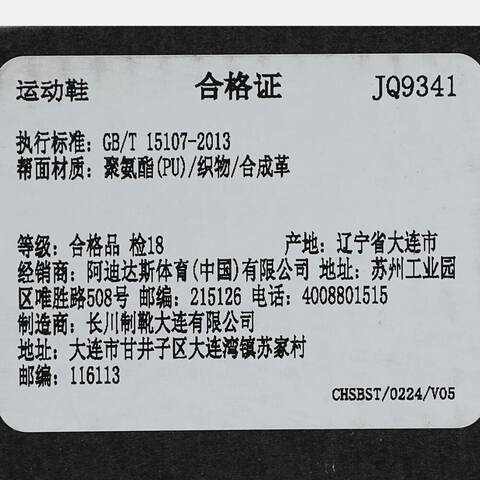 运动鞋 合格证 JQ9341
执行标准: GB/T 15107-2013
帮面材质: 聚氨酯(PU)/织物/合成革
等级: 合格品 检18 产地: 辽宁省大连市
经销商: 阿迪达斯体育(中国)有限公司 地址: 苏州工业园
区唯胜路508号 邮编: 215126 电话: 4008801515
制造商: 长川制靴大连有限公司
地址: 大连市甘井子区大连湾镇苏家村
邮编: 116113
CHSBST/0224/V05